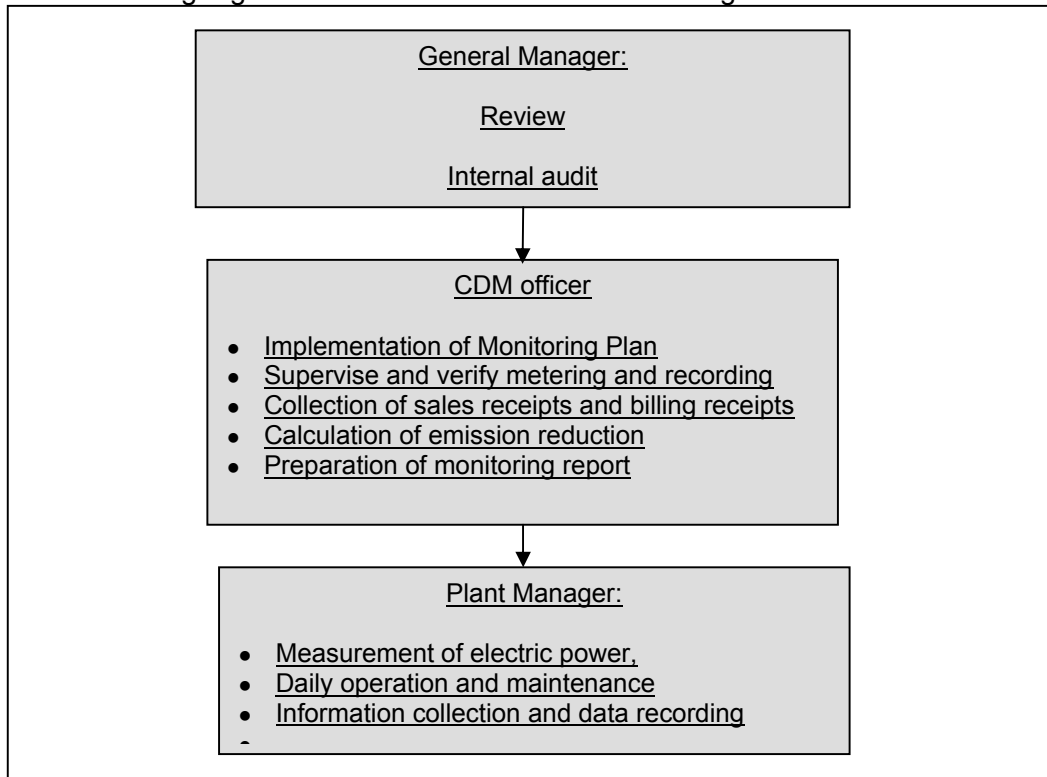 General Manager:
Review
Internal audit
CDM officer
● Implementation of Monitoring Plan
● Supervise and verify metering and recording
● Collection of sales receipts and billing receipts
● Calculation of emission reduction
● Preparation of monitoring report
Plant Manager:
● Measurement of electric power,
● Daily operation and maintenance
● Information collection and data recording
●